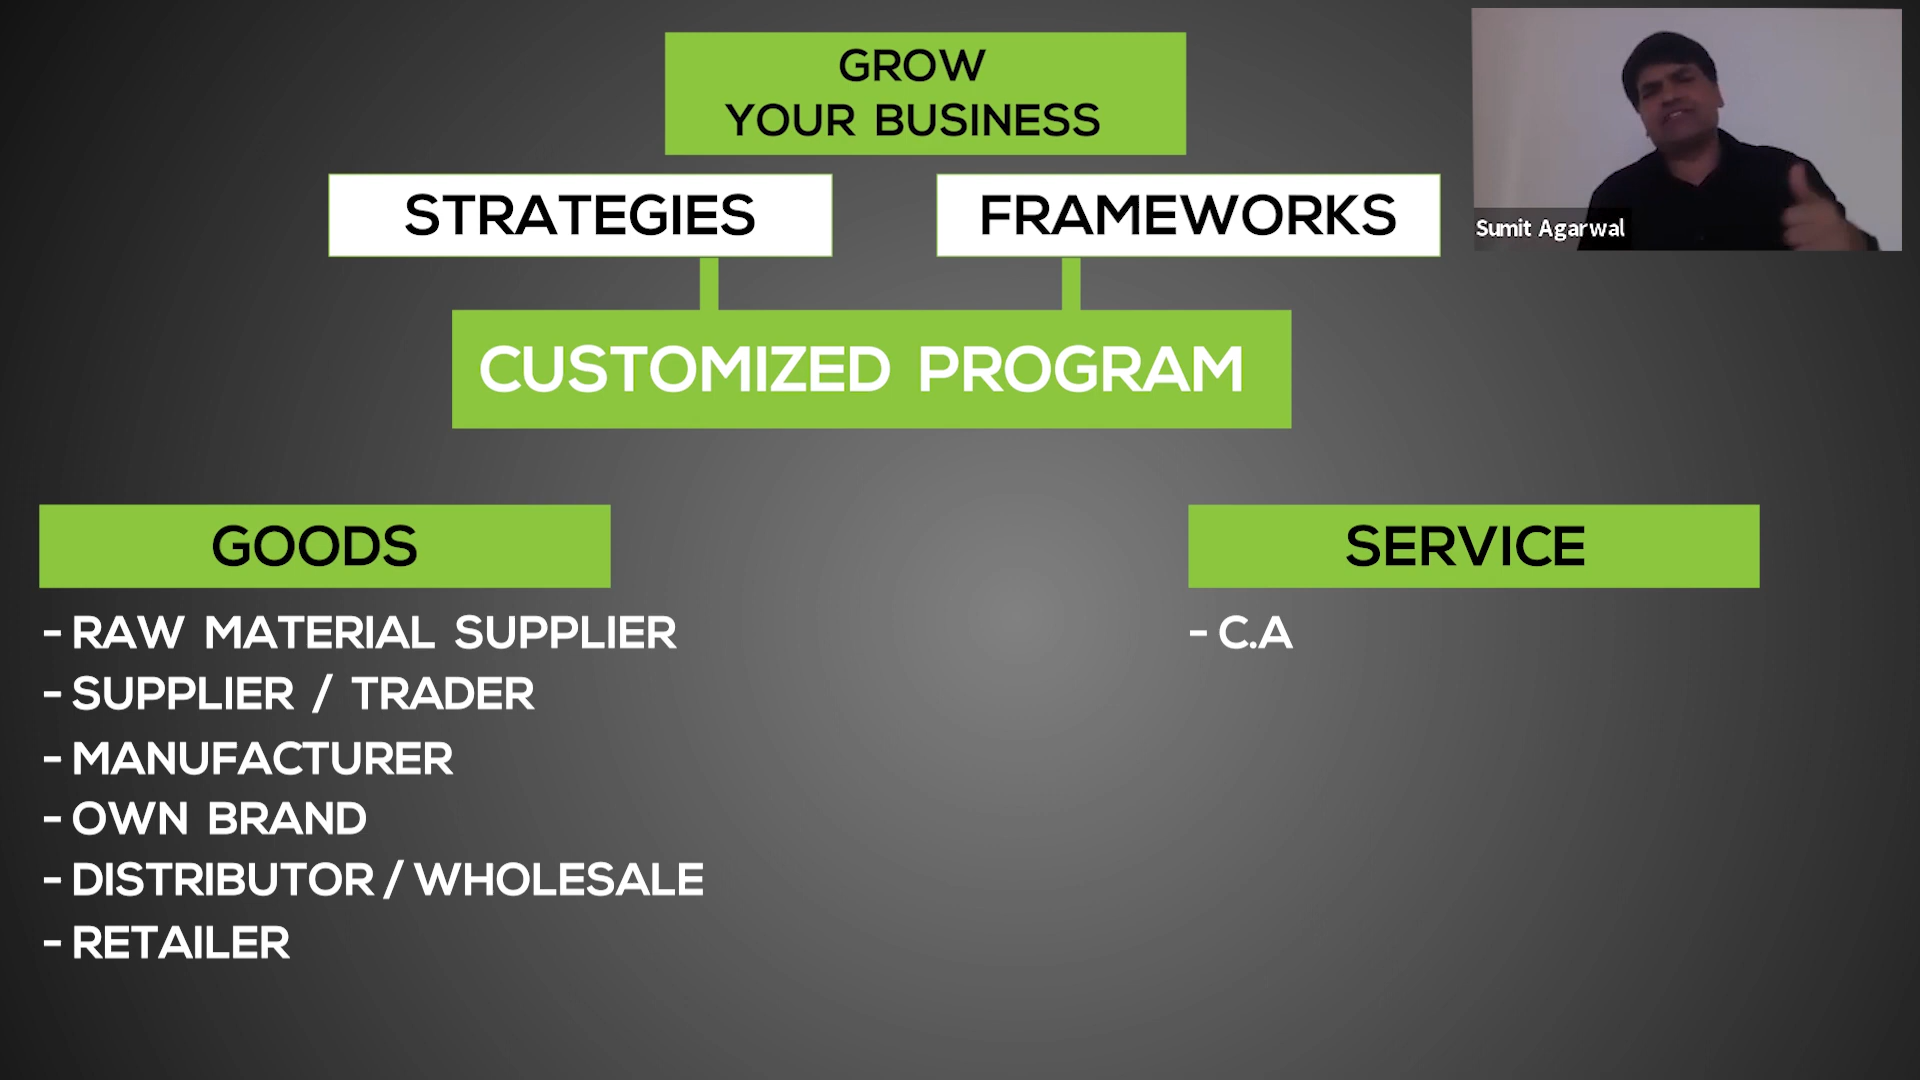 GROW
YOUR BUSINESS
STRATEGIES
FRAMEWORKS
Sumit Agarwal
CUSTOMIZED PROGRAM
GOODS
- RAW MATERIAL SUPPLIER
- SUPPLIER / TRADER
- MANUFACTURER
- OWN BRAND
- DISTRIBUTOR / WHOLESALE
- RETAILER
SERVICE
- C.A